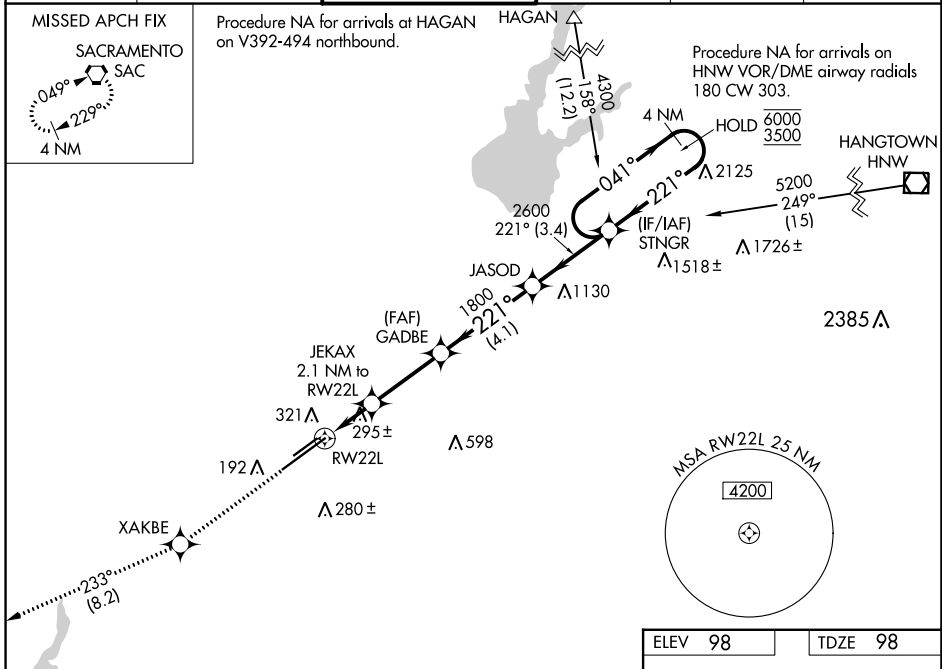 MISSED APCH FIX
SACRAMENTO
SAC
049°
229°
4 NM
Procedure NA for arrivals at HAGAN
on V392-494 northbound.
HAGAN
4300
158°
(12.2)
Procedure NA for arrivals on
HNW VOR/DME airway radials
180 CW 303.
4 NM
HOLD 6000
3500
HANGTOWN
HNW
041°
221°
2125
5200
249°
(15)
2600
221° (3.4)
(IF/IAF)
STNGR
1726 ±
1518 ±
JASOD
1130
1800
221°
(4.1)
2385
(FAF)
GADBE
JEKAX
2.1 NM to
RW22L
321
295 ±
598
RW22L
192
280 ±
MSA RW22L 25 NM
4200
XAKBE
233°
(8.2)
ELEV 98
TDZE 98